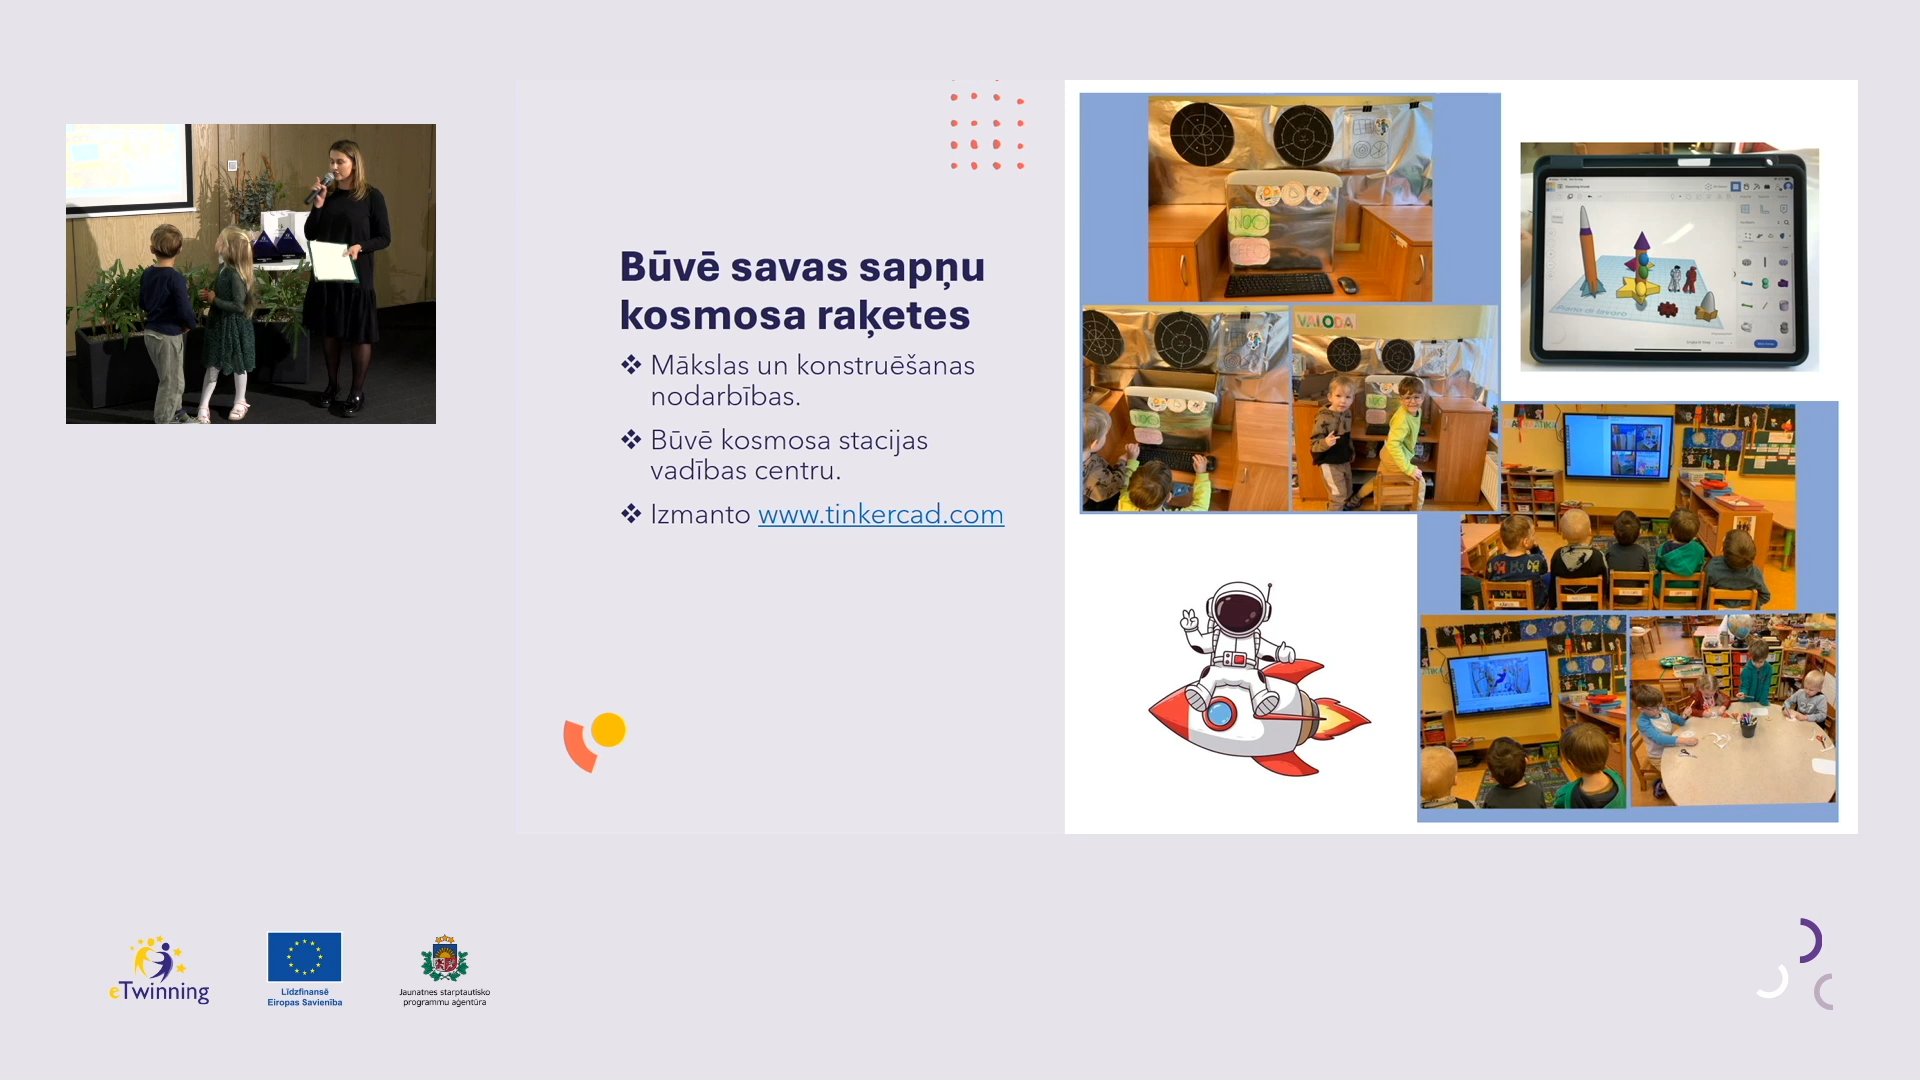 Būvē savas sapņu
kosmosa raķetes
❖ Mākslas un konstruēšanas
nodarbības.
❖ Būvē kosmosa stacijas
vadības centru.
❖ Izmanto www.tinkercad.com
VALODA
eTwinning
Līdzfinansē
Eiropas Savienība
Jaunatnes starptautisko
programmu aģentūra